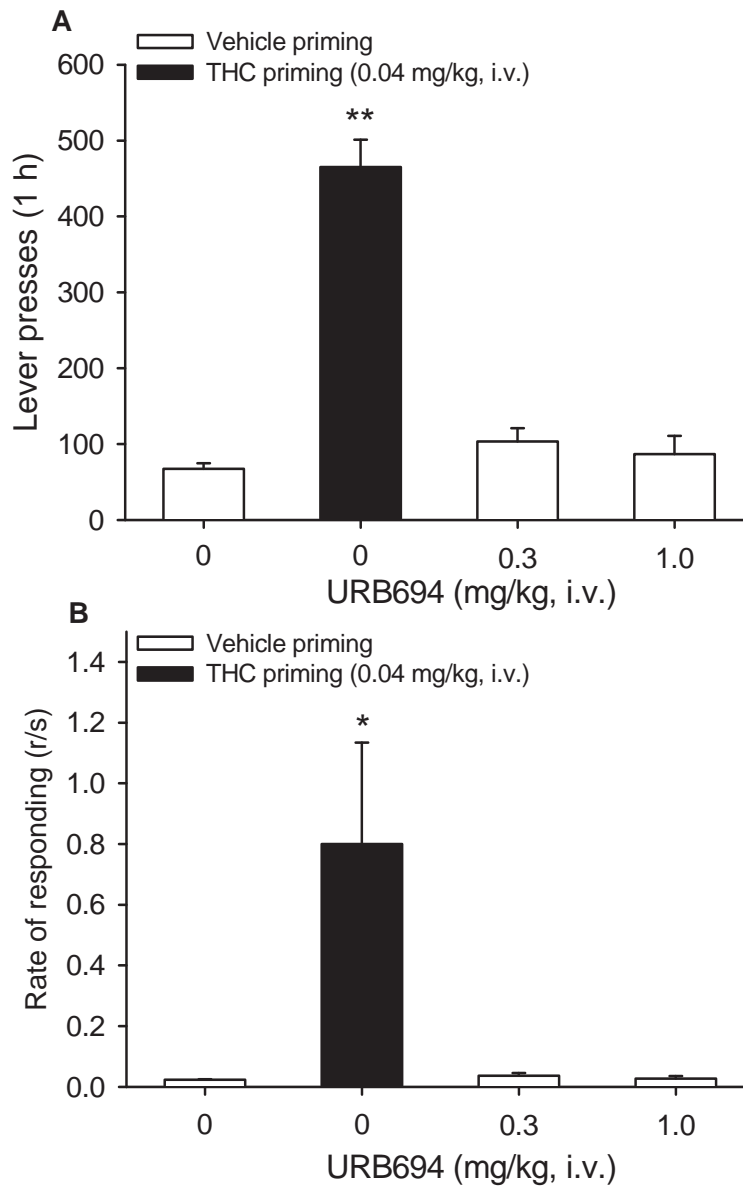 A
Vehicle priming
THC priming (0.04 mg/kg, i.v.)
600
500
400
300
200
100
0
Lever presses (1 h)
**
0 0 0.3 1.0
URB694 (mg/kg, i.v.)
B
Vehicle priming
THC priming (0.04 mg/kg, i.v.)
1.4
1.2
1.0
0.8
0.6
0.4
0.2
0.0
Rate of responding (r/s)
*
0 0 0.3 1.0
URB694 (mg/kg, i.v.)